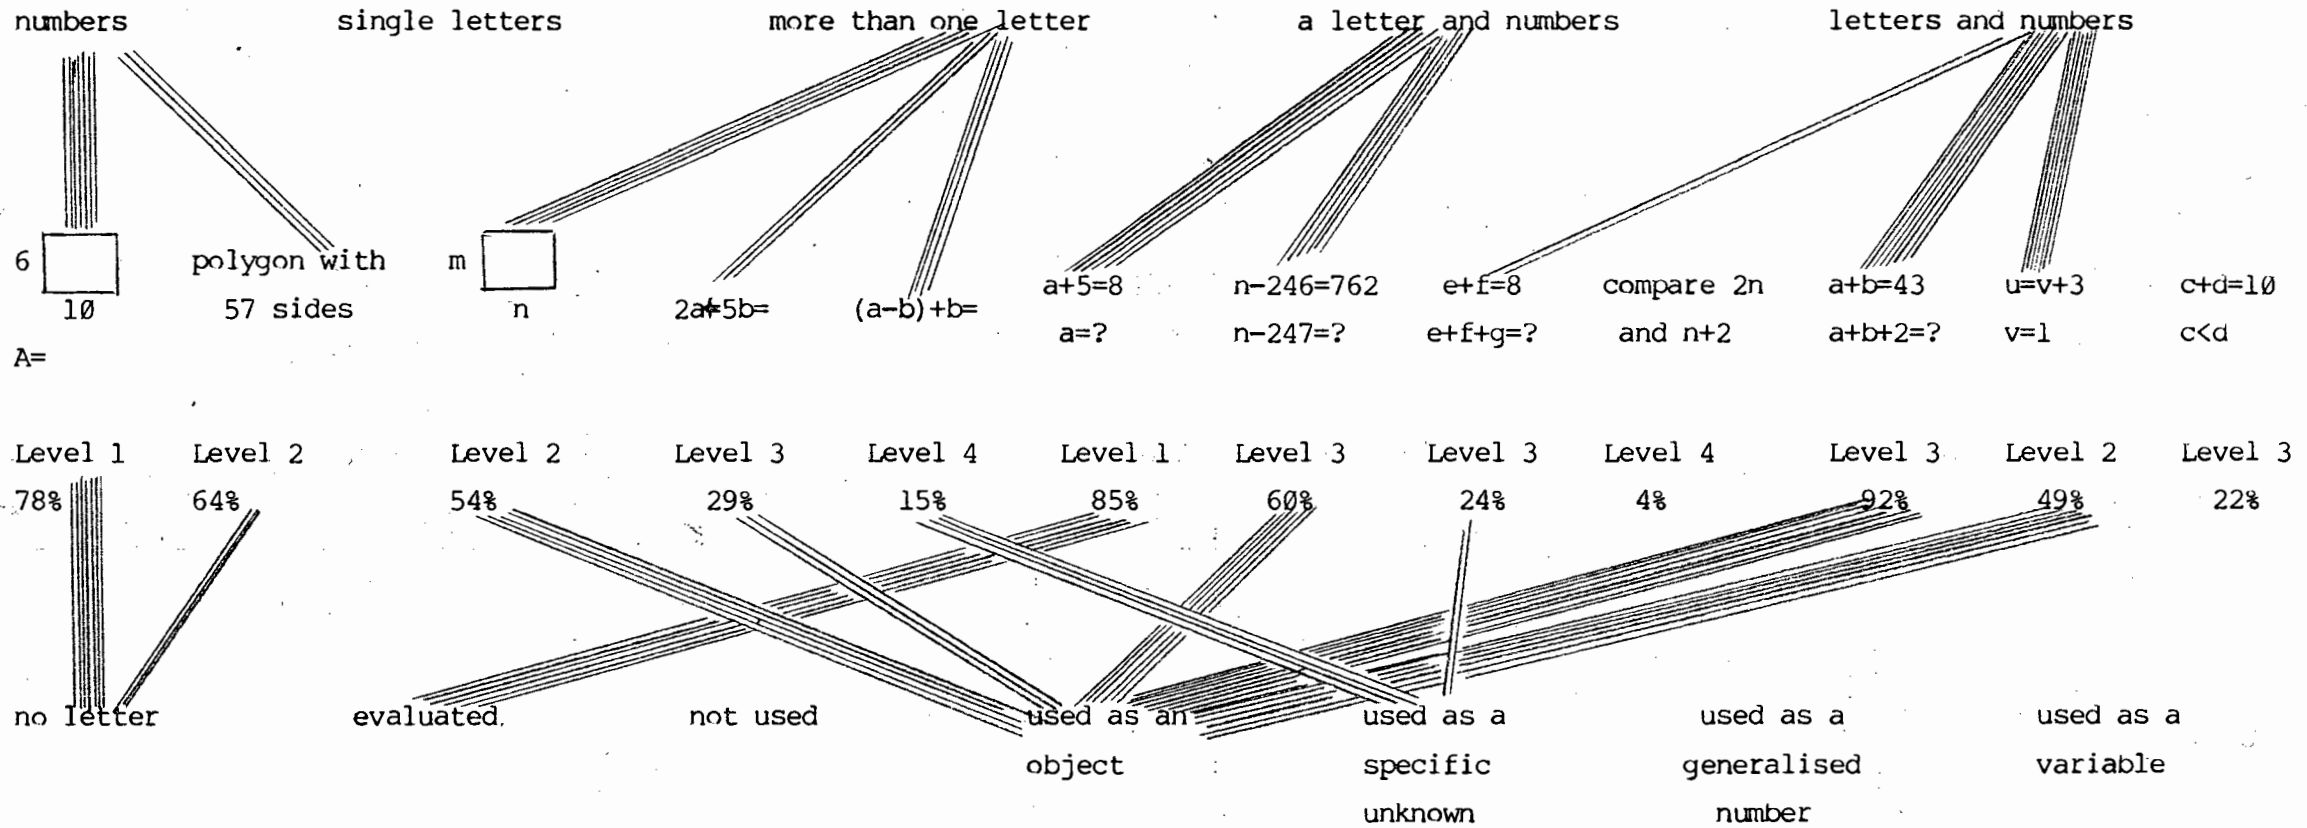 numbers single letters more than one letter a letter and numbers letters and numbers
6 polygon with m
10 57 sides n 2a+5b= (a-b)+b=
a+5=8 n-246=762 e+f=8 compare 2n a+b=43 u=v+3 c+d=10
a=? n-247=? e+f+g=? and n+2 a+b+2=? v=1 c<d
A=
Level 1 Level 2 Level 2 Level 3 Level 4 Level 1 Level 3 Level 3 Level 4 Level 3 Level 2 Level 3
78% 64% 54% 29% 15% 85% 60% 24% 4% 92% 49% 22%
no letter evaluated. not used used as an used as a used as a used as a
object specific generalised variable
unknown number